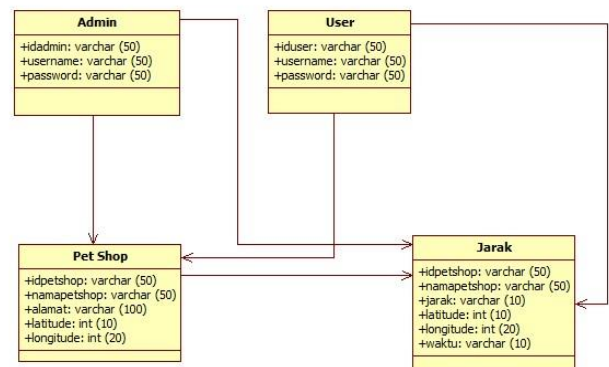 Admin
+idadmin: varchar (50)
+username: varchar (50)
+password: varchar (50)
User
+iduser: varchar (50)
+username: varchar (50)
+password: varchar (50)
Pet Shop
+idpetshop: varchar (50)
+namapetshop: varchar (50)
+alamat: varchar (100)
+latitude: int (10)
+longitude: int (20)
Jarak
+idpetshop: varchar (50)
+namapetshop: varchar (50)
+jarak: varchar (10)
+latitude: int (10)
+longitude: int (20)
+waktu: varchar (10)